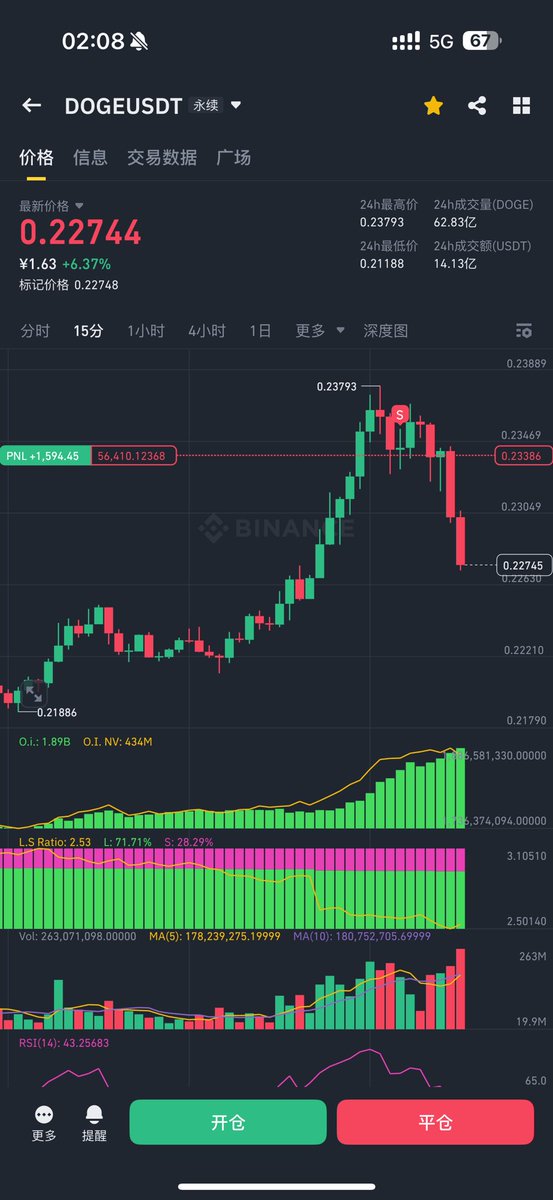 02:08 5G 67
DOGEUSDT 永续
价格 信息 交易数据 广场
最新价格
0.22744
¥1.63 +6.37%
标记价格 0.22748
24h最高价 24h成交量(DOGE)
0.23793 62.83亿
24h最低价 24h成交额(USDT)
0.21188 14.13亿
分时 15分 1小时 4小时 1日 更多 深度图
0.23889
0.23793
S
0.23469
PNL +1,594.45 56,410.12368 0.23386
0.23049
BINANCE
0.22745
0.22630
0.22210
0.21886
0.21790
O.i.: 1.89B O.I. NV: 434M
6,581,330.00000
6,374,094.00000
L.S Ratio: 2.53 L: 71.71% S: 28.29%
3.10510
2.50140
Vol: 263,071,098.00000 MA(5): 178,239,275.19999 MA(10): 180,752,705.69999
263M
19.9M
RSI(14): 43.25683
65.0
更多 提醒 开仓 平仓